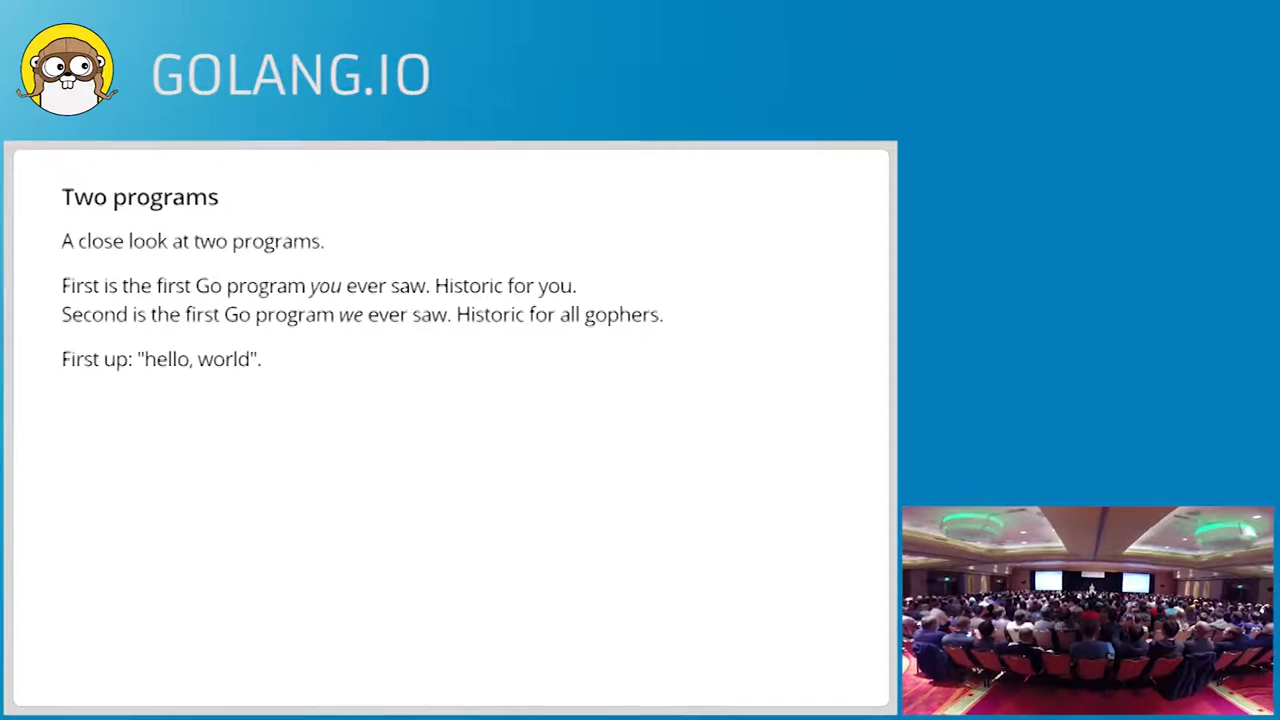 GOLANG.IO
Two programs
A close look at two programs.
First is the first Go program you ever saw. Historic for you.
Second is the first Go program we ever saw. Historic for all gophers.
First up: "hello, world".